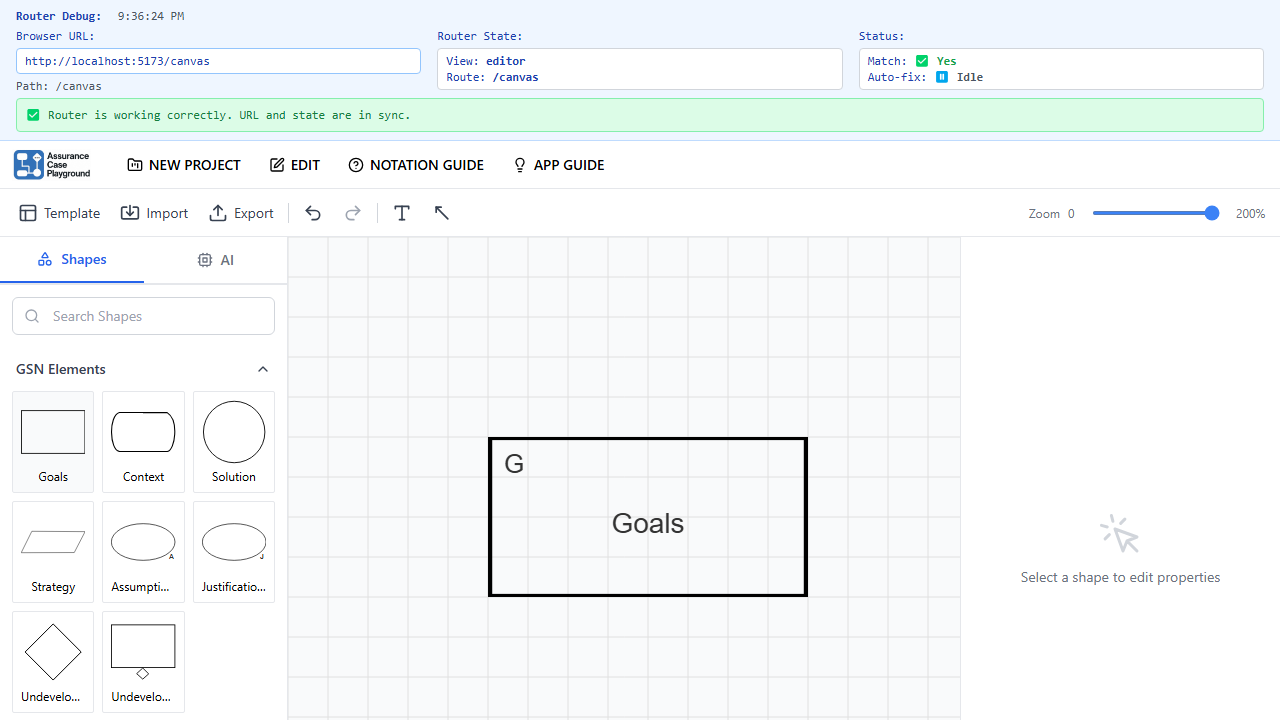 Router Debug: 9:36:24 PM
Browser URL:
http://localhost:5173/canvas
Path: /canvas
Router State:
View: editor
Route: /canvas
Status:
Match: ✅ Yes
Auto-fix: ⏸ Idle
✅ Router is working correctly. URL and state are in sync.
Assurance
Case
Playground
NEW PROJECT
EDIT
NOTATION GUIDE
APP GUIDE
Template
Import
Export
Zoom 0
200%
Shapes
AI
Search Shapes
GSN Elements
Goals
Context
Solution
Strategy
Assumpti...
Justificatio...
Undevelo...
Undevelo...
A
J
G
Goals
Select a shape to edit properties